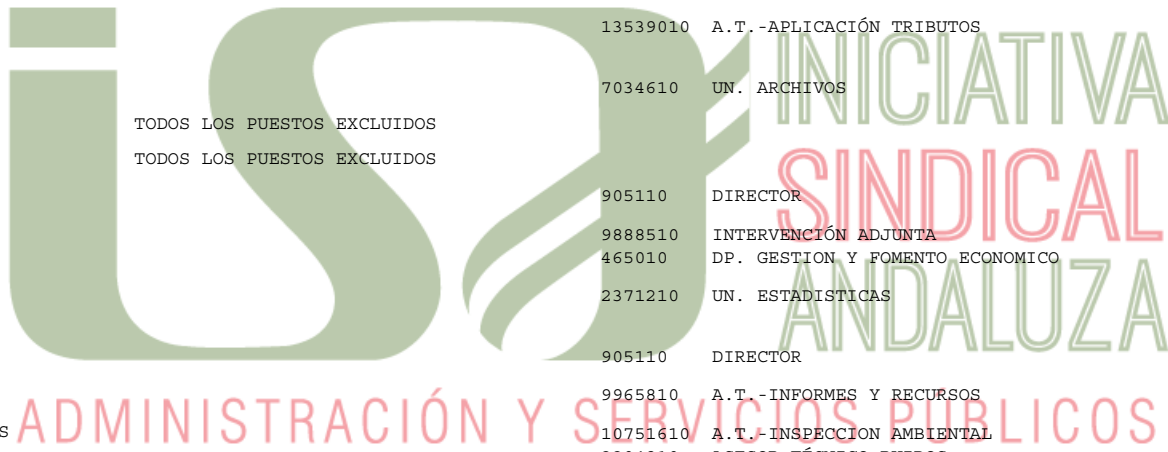 13539010 A.T.-APLICACIÓN TRIBUTOS
INICIATIVA
7034610 UN. ARCHIVOS
TODOS LOS PUESTOS EXCLUIDOS
TODOS LOS PUESTOS EXCLUIDOS
SINDICAL
905110 DIRECTOR
9888510 INTERVENCIÓN ADJUNTA
465010 DP. GESTION Y FOMENTO ECONOMICO
ANDALUZA
2371210 UN. ESTADISTICAS
905110 DIRECTOR
9965810 A.T.-INFORMES Y RECURSOS
isa
S ADMINISTRACIÓN Y SERVICIOS PÚBLICOS
10751610 A.T.-INSPECCION AMBIENTAL